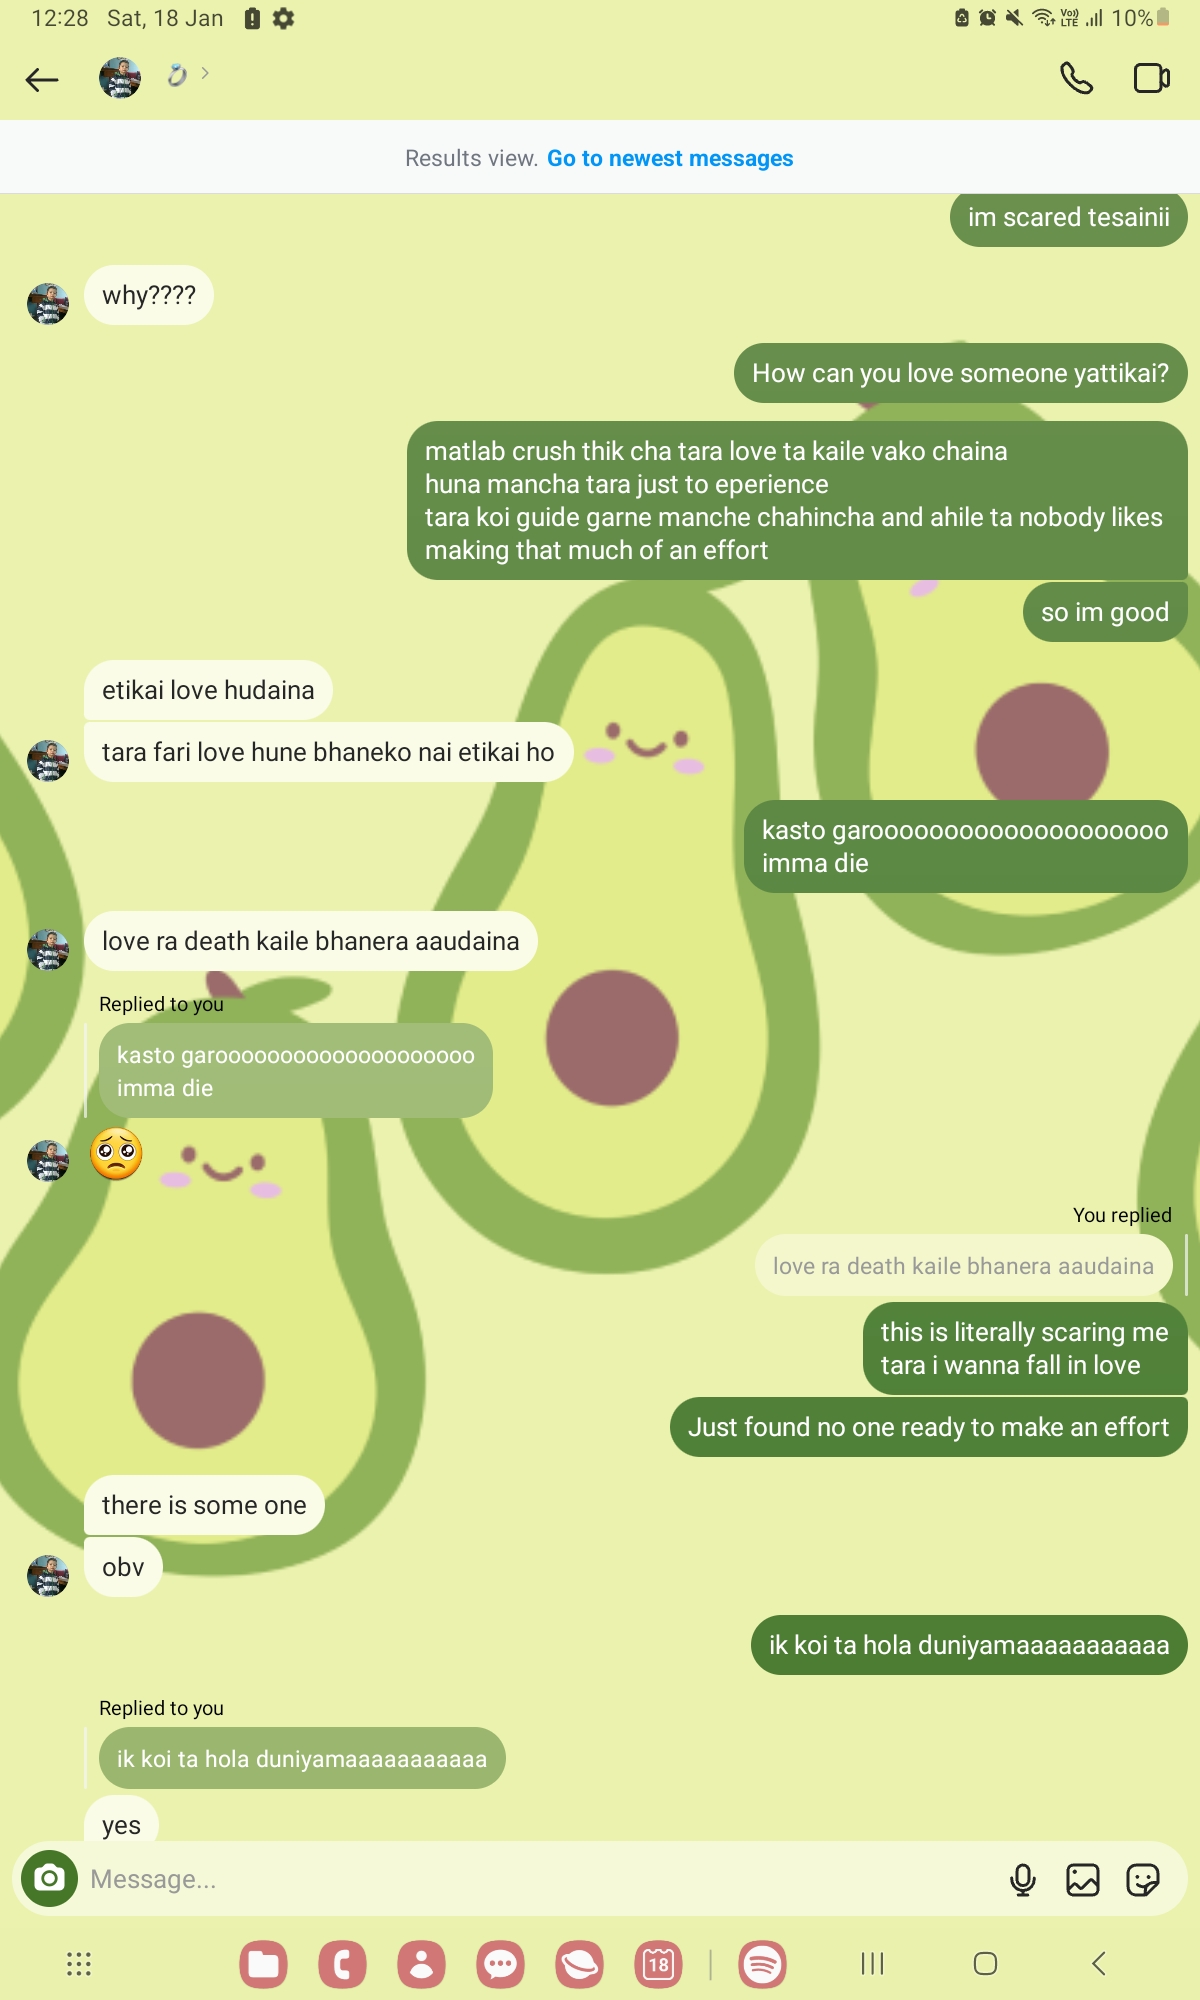 12:28 Sat, 18 Jan
Vo)) LTE 10%
Results view. Go to newest messages
im scared tesainii
why????
How can you love someone yattikai?
matlab crush thik cha tara love ta kaile vako chaina
huna mancha tara just to eperience
tara koi guide garne manche chahincha and ahile ta nobody likes
making that much of an effort
so im good
etikai love hudaina
tara fari love hune bhaneko nai etikai ho
kasto garoooooooooooooooooooo
imma die
love ra death kaile bhanera aaudaina
Replied to you
kasto garoooooooooooooooooooo
imma die
🥺
You replied
love ra death kaile bhanera aaudaina
this is literally scaring me
tara i wanna fall in love
Just found no one ready to make an effort
there is some one
obv
ik koi ta hola duniyamaaaaaaaaaaa
Replied to you
ik koi ta hola duniyamaaaaaaaaaaa
yes
Message...
18